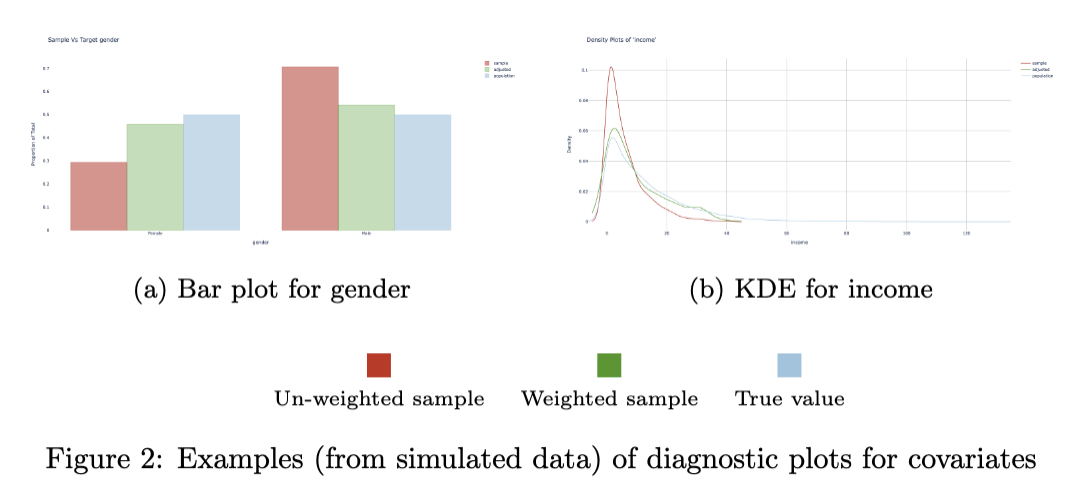 Sample Vs Target gender
0.7
0.6
0.5
0.4
0.3
0.2
0.1
0
Proportion of Total
Female
Male
gender
sample
adjusted
population
Density Plots of 'income'
0.1
0.08
0.06
0.04
0.02
0
Density
0
20
40
60
80
100
120
income
sample
adjusted
population
(a) Bar plot for gender
(b) KDE for income
Un-weighted sample
Weighted sample
True value
Figure 2: Examples (from simulated data) of diagnostic plots for covariates